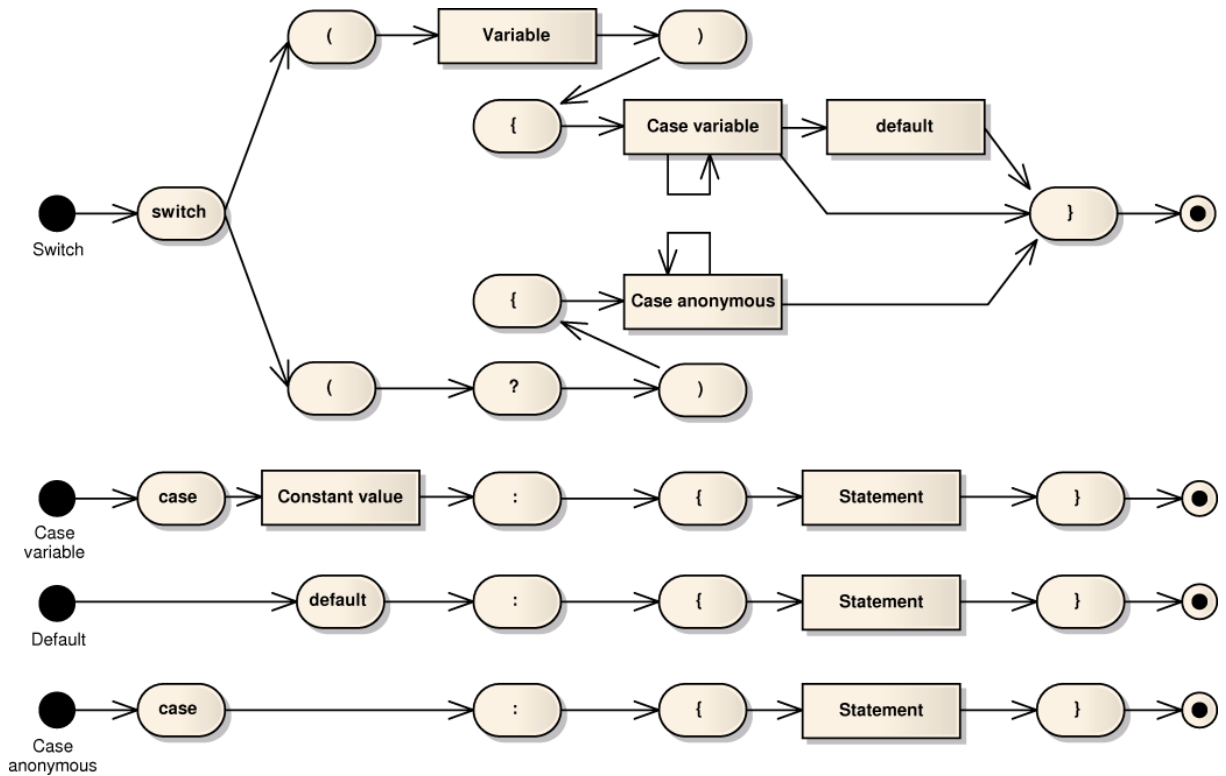 ( Variable )
{ Case variable default
switch }
Switch
{ Case anonymous
( ? )
case Constant value : { Statement }
Case
variable
default : { Statement }
Default
case : { Statement }
Case
anonymous